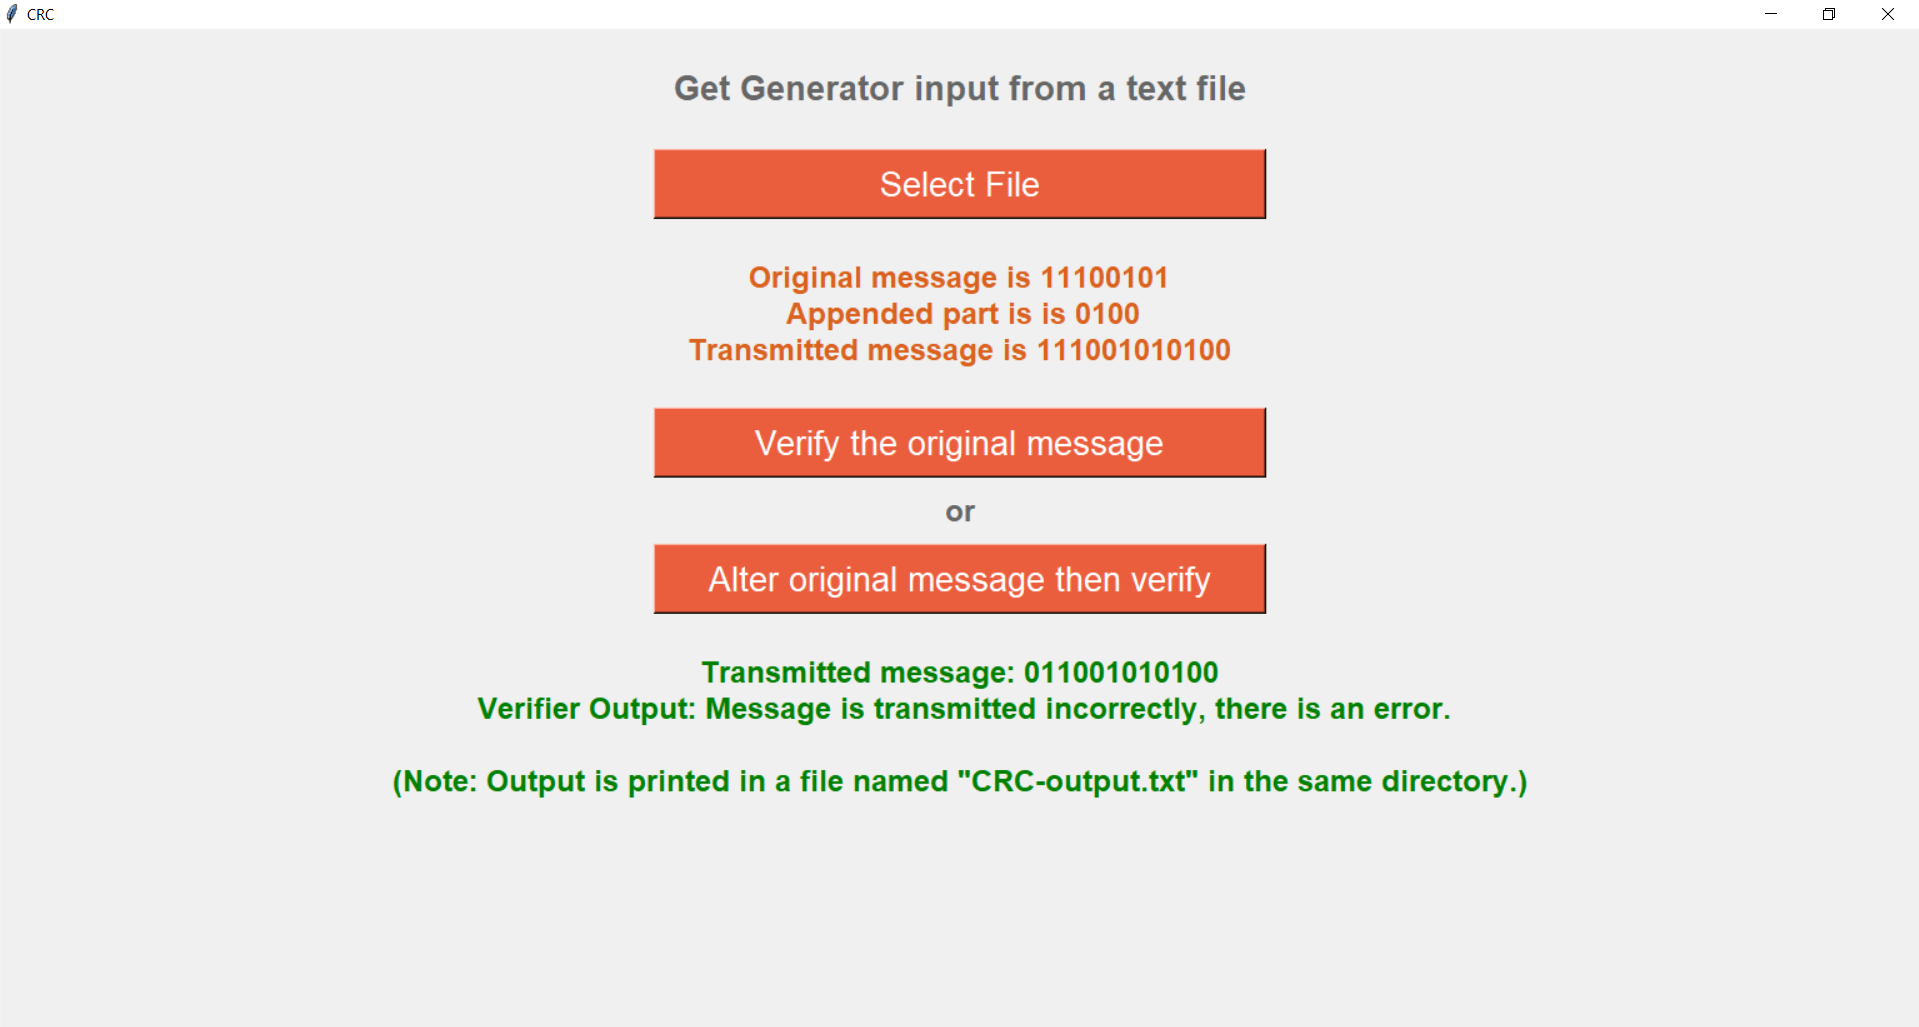 CRC
Get Generator input from a text file
Select File
Original message is 11100101
Appended part is is 0100
Transmitted message is 111001010100
Verify the original message
or
Alter original message then verify
Transmitted message: 011001010100
Verifier Output: Message is transmitted incorrectly, there is an error.
(Note: Output is printed in a file named "CRC-output.txt" in the same directory.)